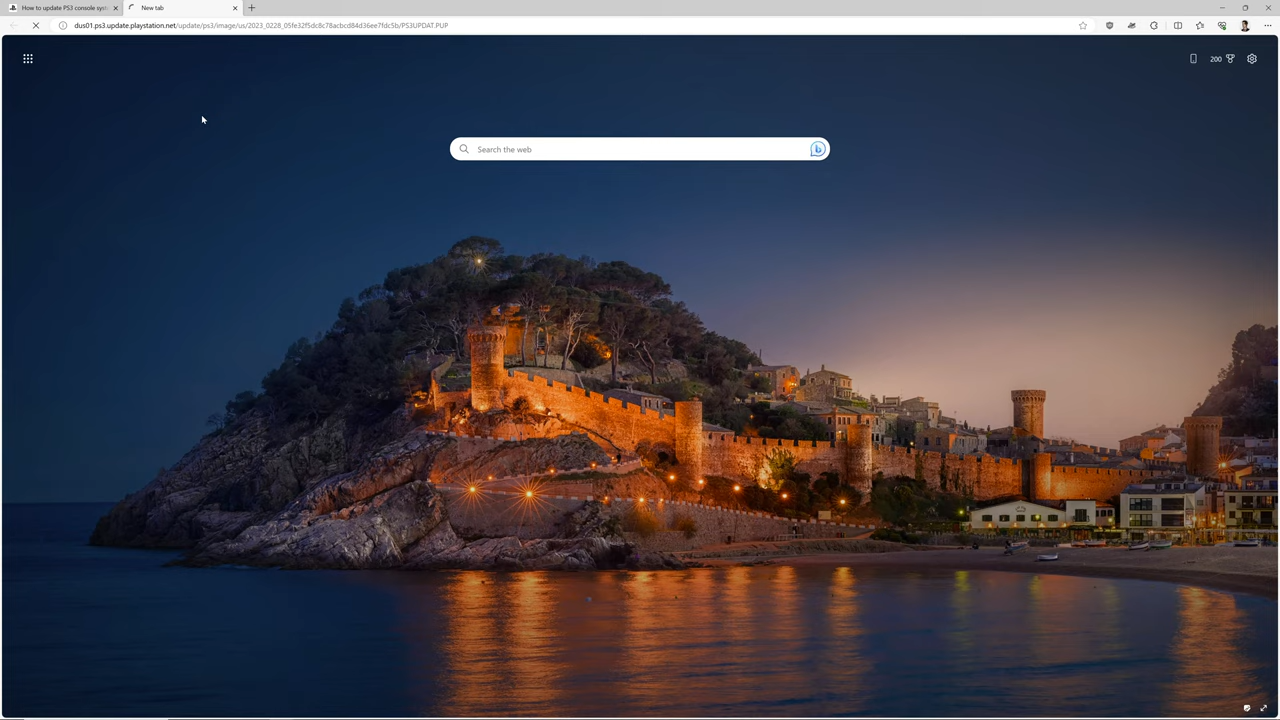 How to update PS3 console syst
New tab
dus01.ps3.update.playstation.net/update/ps3/image/us/2023_0228_05fe32f5dc8c78acbcd84d36ee7fdc5b/PS3UPDAT.PUP
200
Search the web